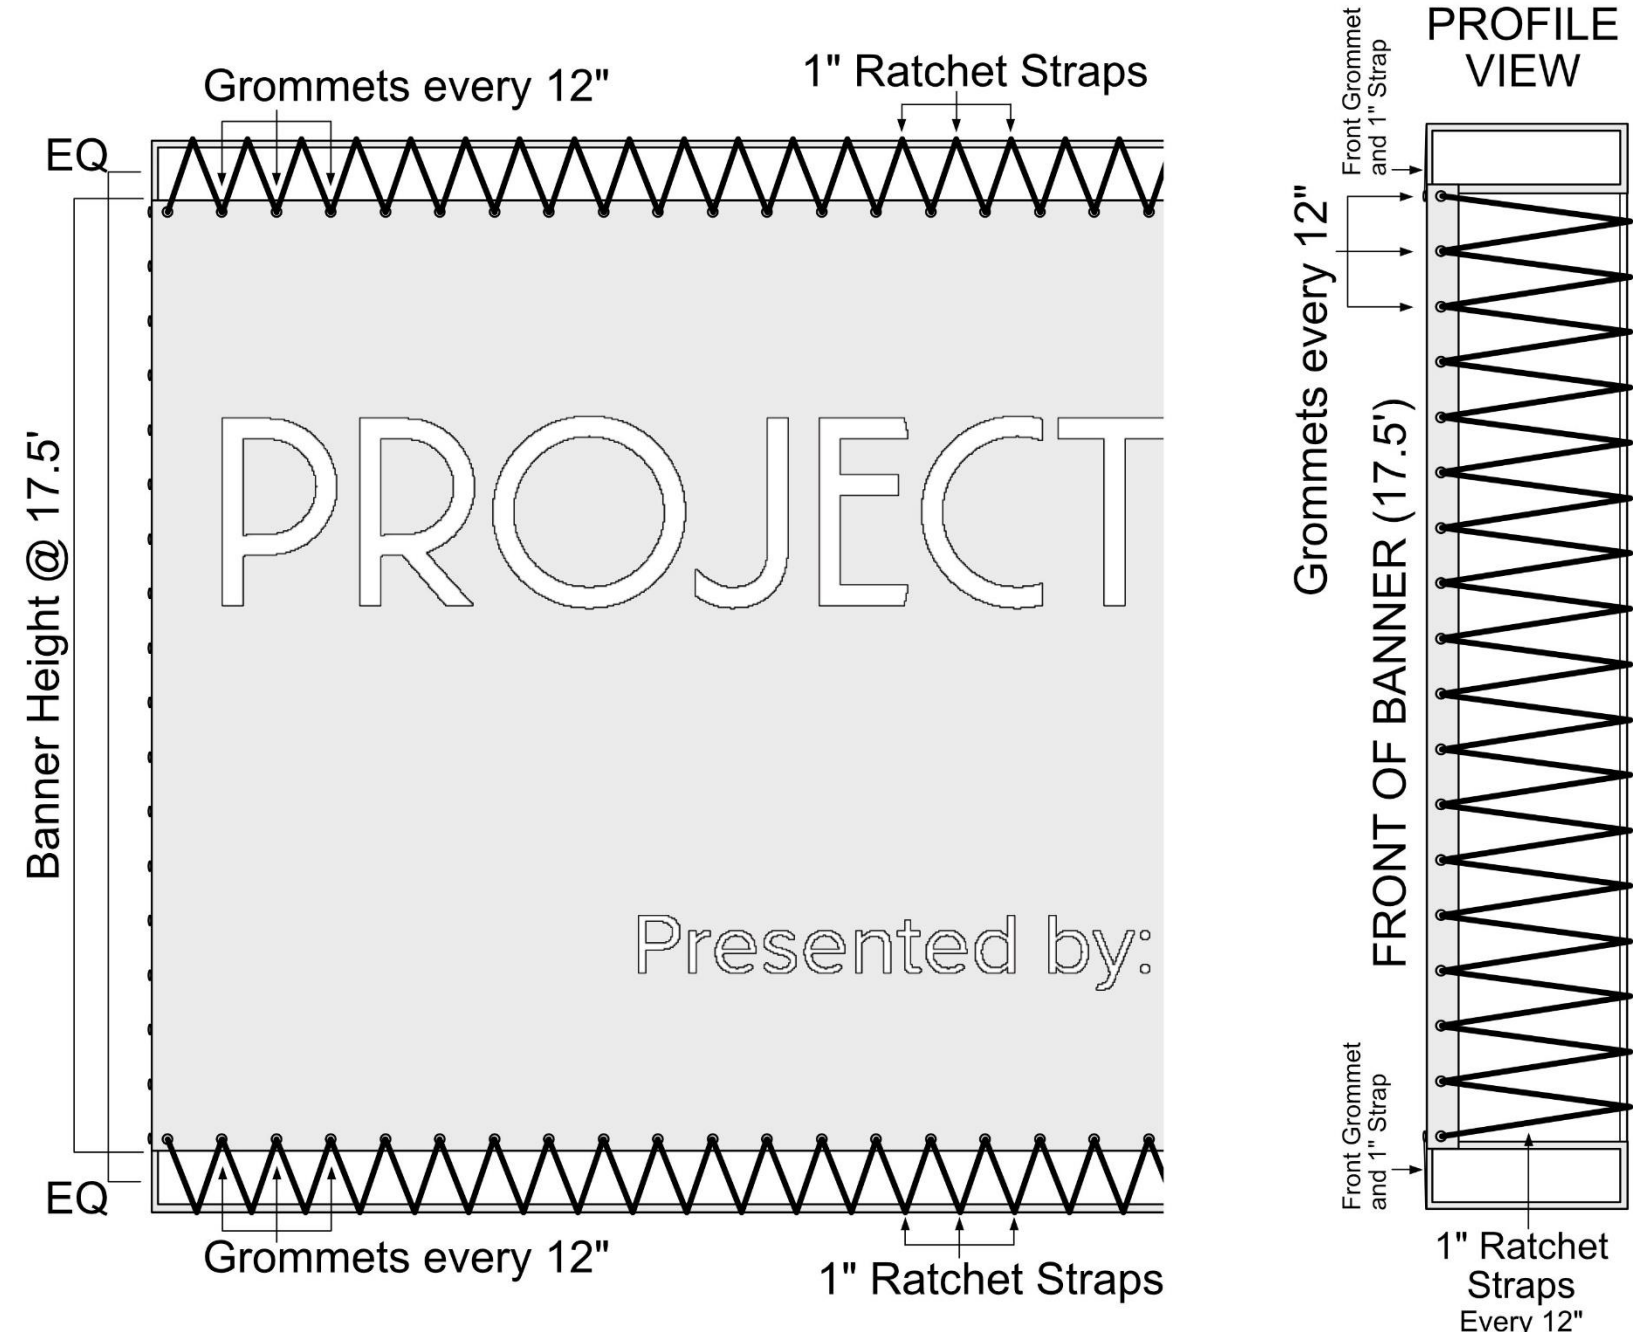 Grommets every 12"
1" Ratchet Straps
EQ
Banner Height @ 17.5'
PROJECT
Presented by:
EQ
Grommets every 12"
1" Ratchet Straps
PROFILE
VIEW
Front Grommet
and 1" Strap
Grommets every 12"
FRONT OF BANNER (17.5')
Front Grommet
and 1" Strap
1" Ratchet
Straps
Every 12"